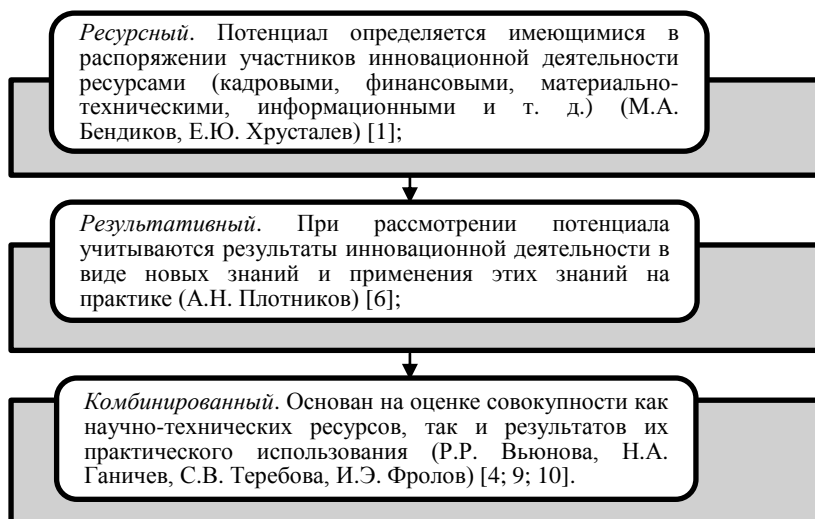 Ресурсный. Потенциал определяется имеющимися в
распоряжении участников инновационной деятельности
ресурсами (кадровыми, финансовыми, материально-
техническими, информационными и т. д.) (М.А.
Бендиков, Е.Ю. Хрусталев) [1];
Результативный. При рассмотрении потенциала
учитываются результаты инновационной деятельности в
виде новых знаний и применения этих знаний на
практике (А.Н. Плотников) [6];
Комбинированный. Основан на оценке совокупности как
научно-технических ресурсов, так и результатов их
практического использования (Р.Р. Вьюнова, Н.А.
Ганичев, С.В. Теребова, И.Э. Фролов) [4; 9; 10].